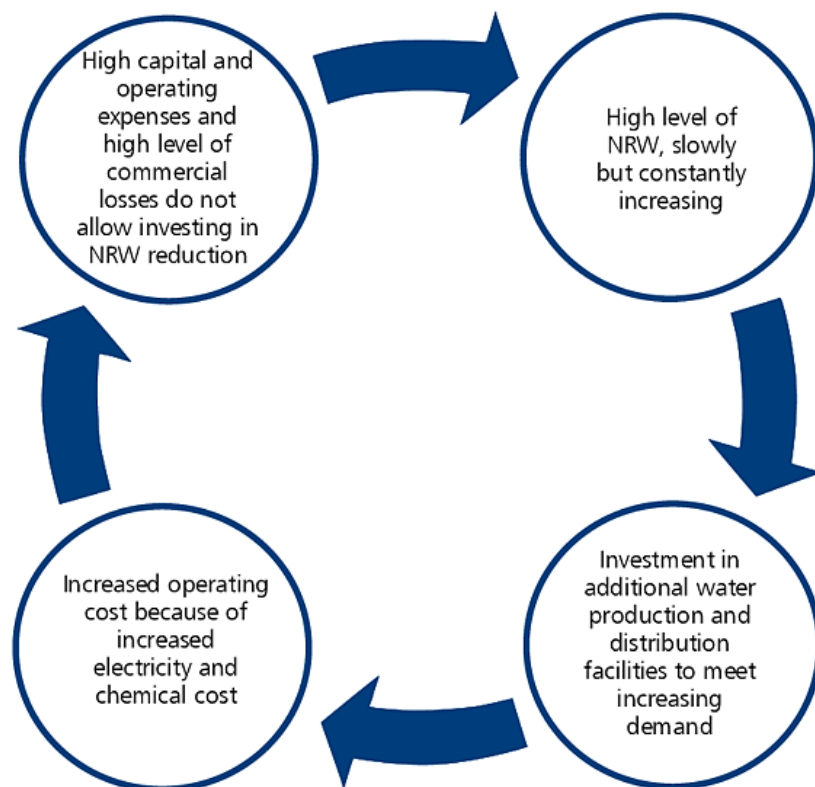 High capital and
operating
expenses and
high level of
commercial
losses do not
allow investing in
NRW reduction
High level of
NRW, slowly
but constantly
increasing
Increased operating
cost because of
increased
electricity and
chemical cost
Investment in
additional water
production and
distribution
facilities to meet
increasing
demand